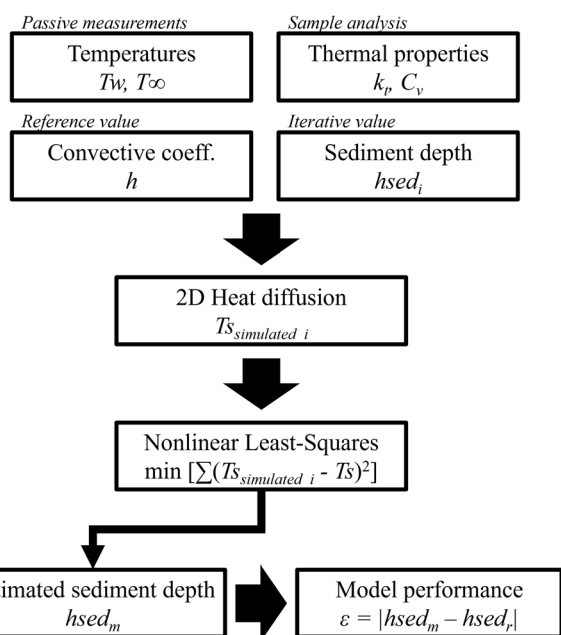 Passive measurements
Sample analysis
Temperatures
Tw, T∞
Thermal properties
kt, Cv
Reference value
Iterative value
Convective coeff.
h
Sediment depth
hsedi
2D Heat diffusion
Tssimulated i
Nonlinear Least-Squares
min [∑(Tssimulated i - Ts)²]
timated sediment depth
hsedm
Model performance
ε = |hsedm – hsedr|